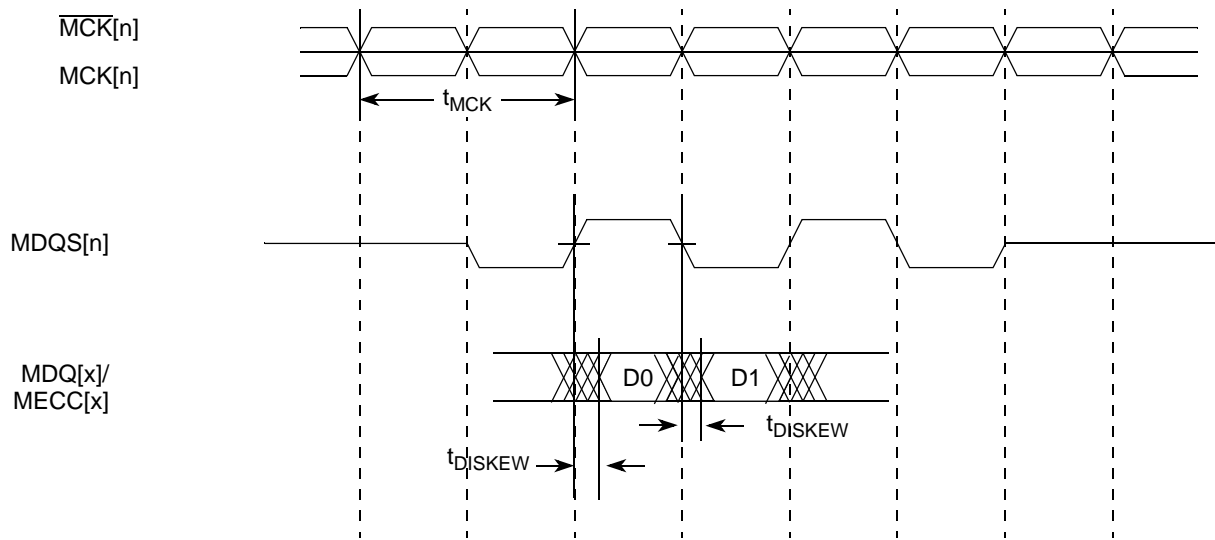 MCK[n]
MCK[n]
tMCK
MDQS[n]
MDQ[x]/
MECC[x]
D0
D1
tDISKEW
tDISKEW